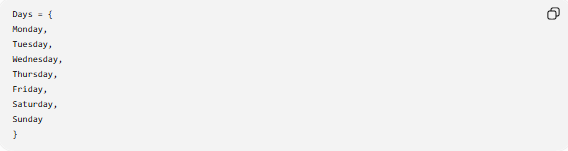 Days = {
Monday,
Tuesday,
Wednesday,
Thursday,
Friday,
Saturday,
Sunday
}